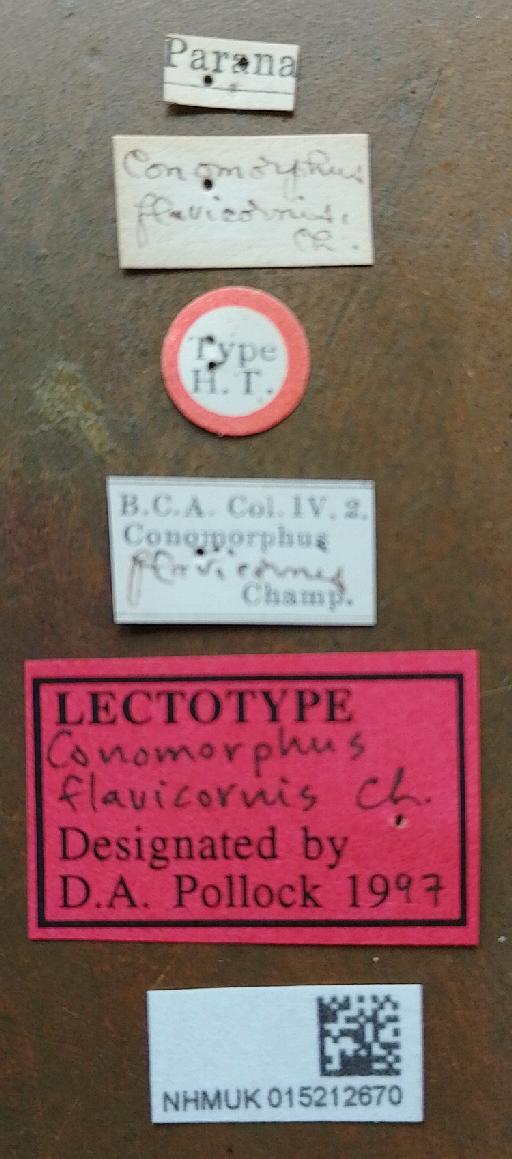 Parana
Conomorphus
flavicornis,
Ch.
Type
H. T.
B.C.A. Col. IV. 2.
Conomorphus
flavicornis
Champ.
LECTOTYPE
Conomorphus
flavicornis Ch.
Designated by
D.A. Pollock 1997
NHMUK 015212670